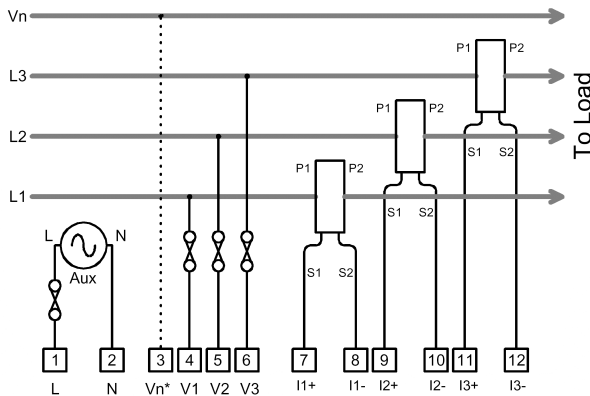 Vn
P1 P2
L3
P1 P2 S1 S2
L2
P1 P2 S1 S2
L1
To Load
L N
Aux
S1 S2
1 2 3 4 5 6 7 8 9 10 11 12
L N Vn* V1 V2 V3 I1+ I1- I2+ I2- I3+ I3-